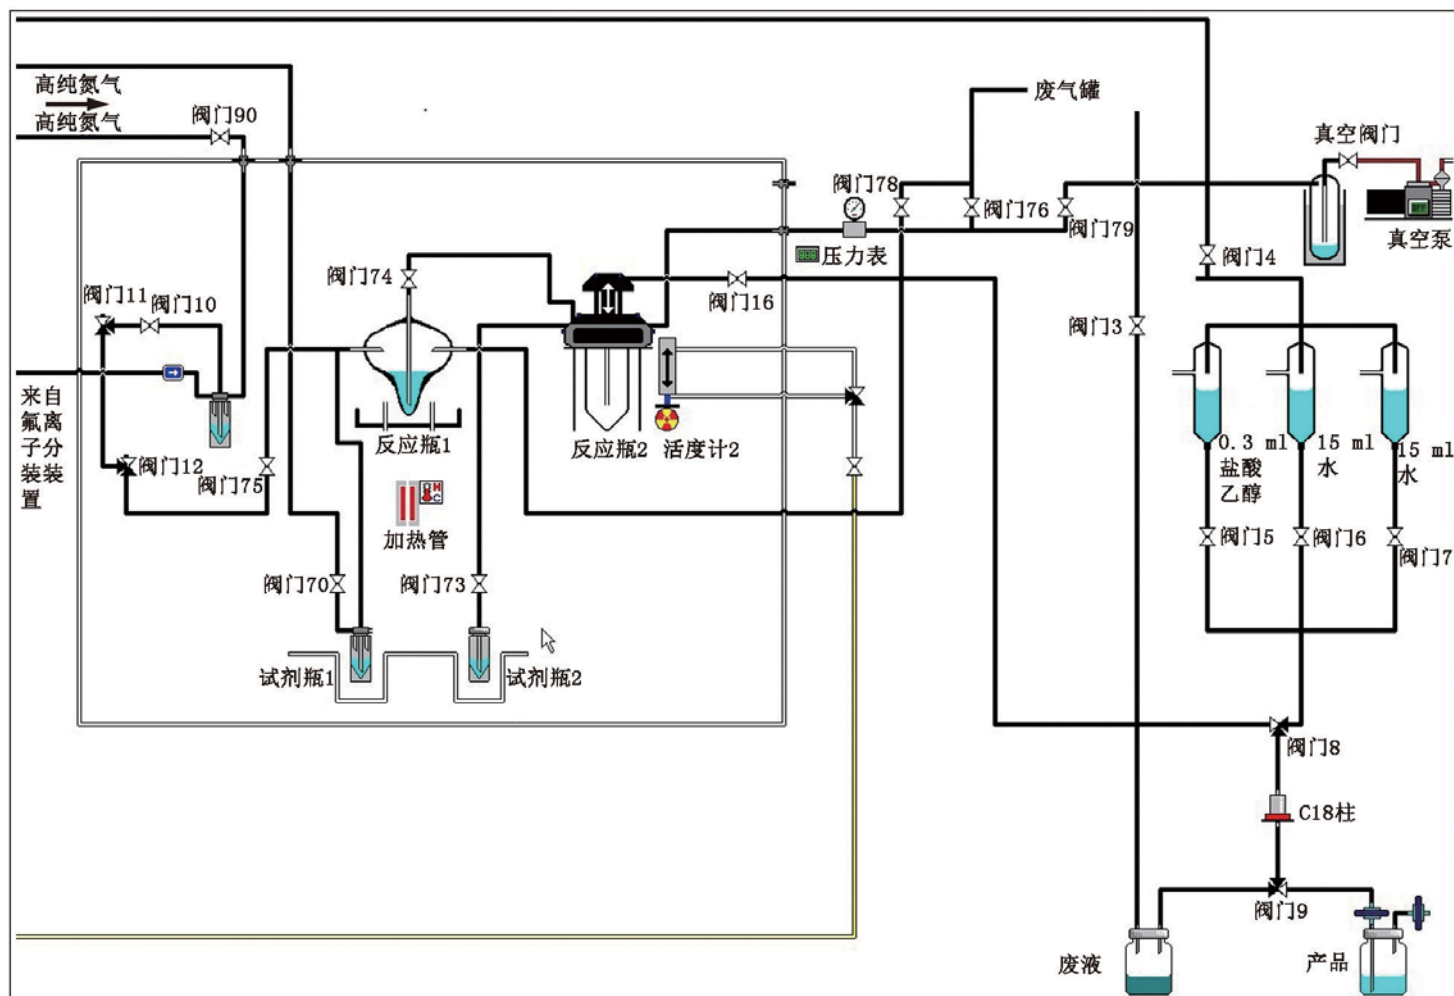 高纯氮气
高纯氮气
阀门90
废气罐
真空阀门
阀门78
阀门76
阀门79
真空泵
压力表
阀门4
阀门74
阀门16
阀门11
阀门10
阀门3
来自
氟离
子分
装装
置
反应瓶1
反应瓶2
活度计2
0.3 ml
盐酸
乙醇
15 ml
水
15 ml
水
阀门12
阀门75
H
C
加热管
阀门5
阀门6
阀门7
阀门70
阀门73
试剂瓶1
试剂瓶2
阀门8
C18柱
阀门9
废液
产品